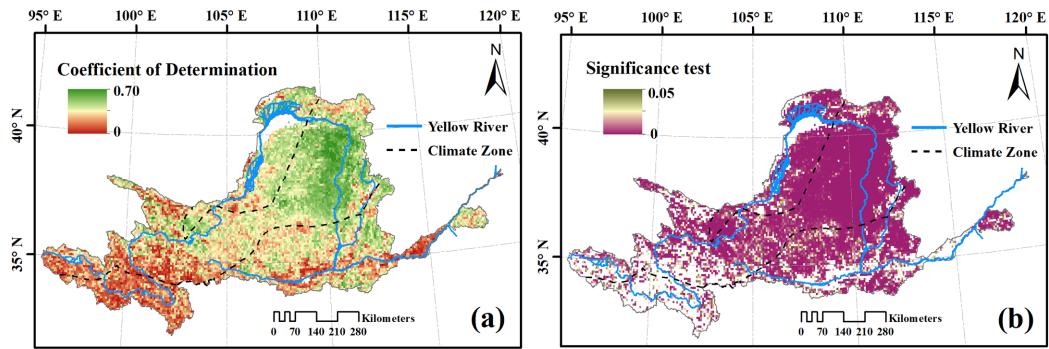 95° E 100° E 105° E 110° E 115° E 120° E
N
Coefficient of Determination
0.70
0
40° N
35° N
Yellow River
Climate Zone
Kilometers
0 70 140 210 280
(a)
95° E 100° E 105° E 110° E 115° E 120° E
N
Significance test
0.05
0
40° N
35° N
Yellow River
Climate Zone
Kilometers
0 70 140 210 280
(b)